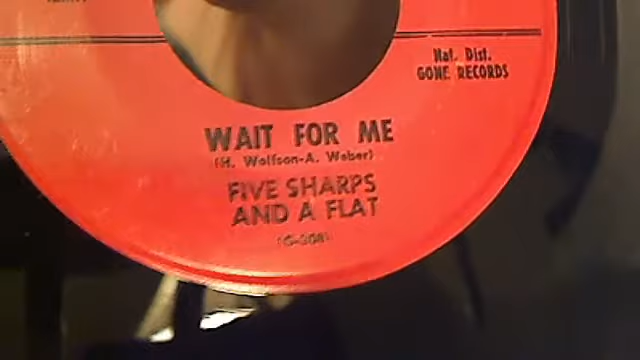 Nat. Dist.
GONE RECORDS
WAIT FOR ME
(H. Wolfson-A. Weber)
FIVE SHARPS
AND A FLAT